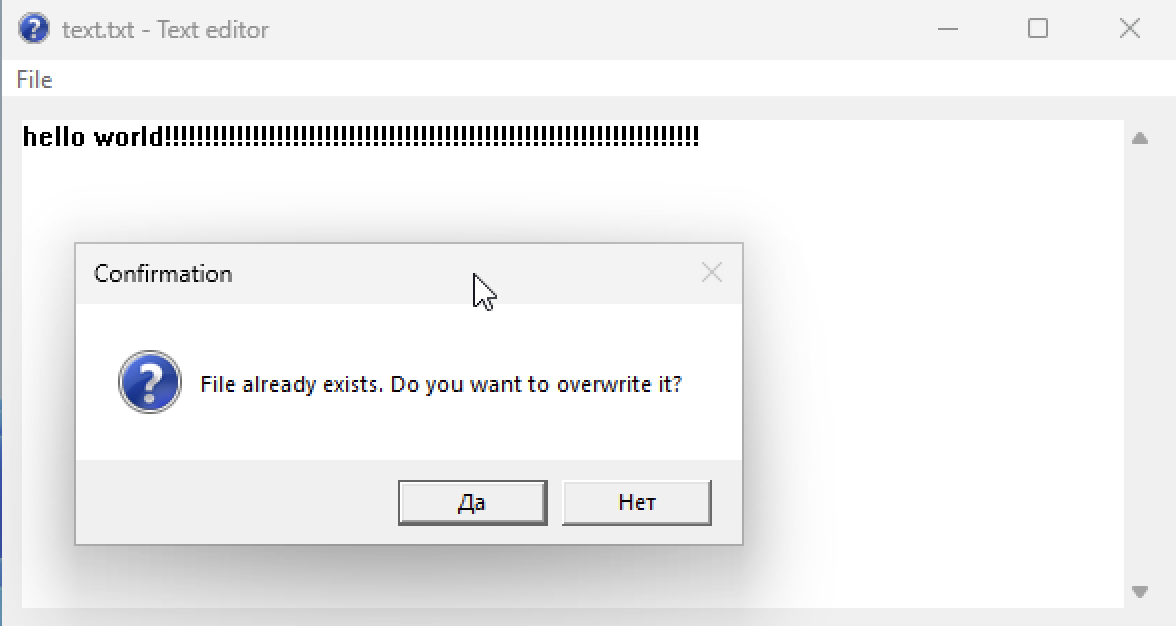 text.txt - Text editor
File
hello world!!!!!!!!!!!!!!!!!!!!!!!!!!!!!!!!!!!!!!!!!!!!!!!!!!!!!!!!!!!!!!!!!!!
Confirmation
File already exists. Do you want to overwrite it?
Да
Нет